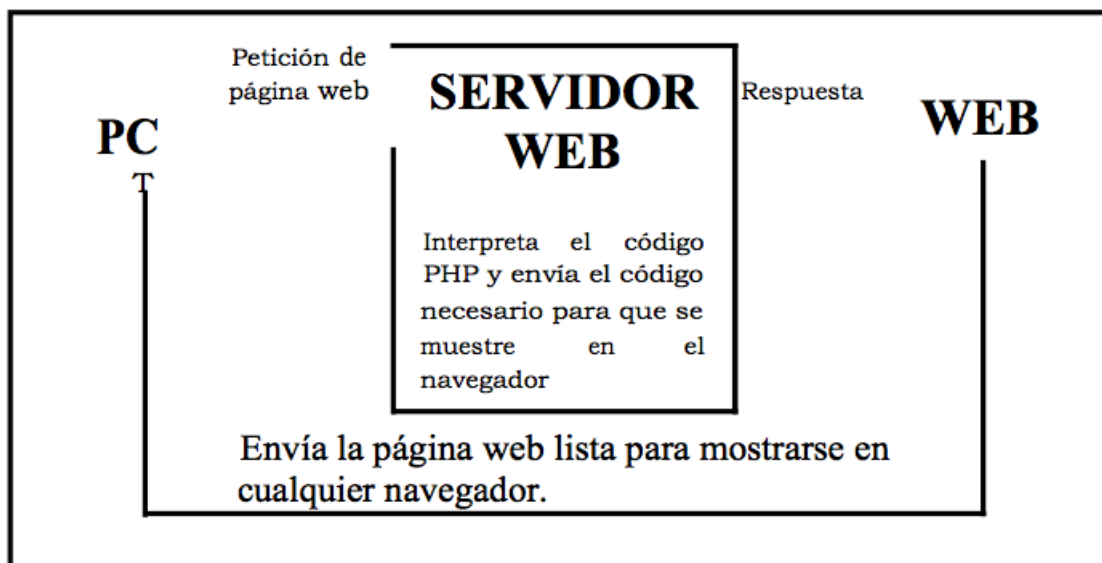 Petición de
página web
PC
T
SERVIDOR
WEB
Interpreta el código
PHP y envía el código
necesario para que se
muestre en el
navegador
Respuesta
WEB
Envía la página web lista para mostrarse en
cualquier navegador.